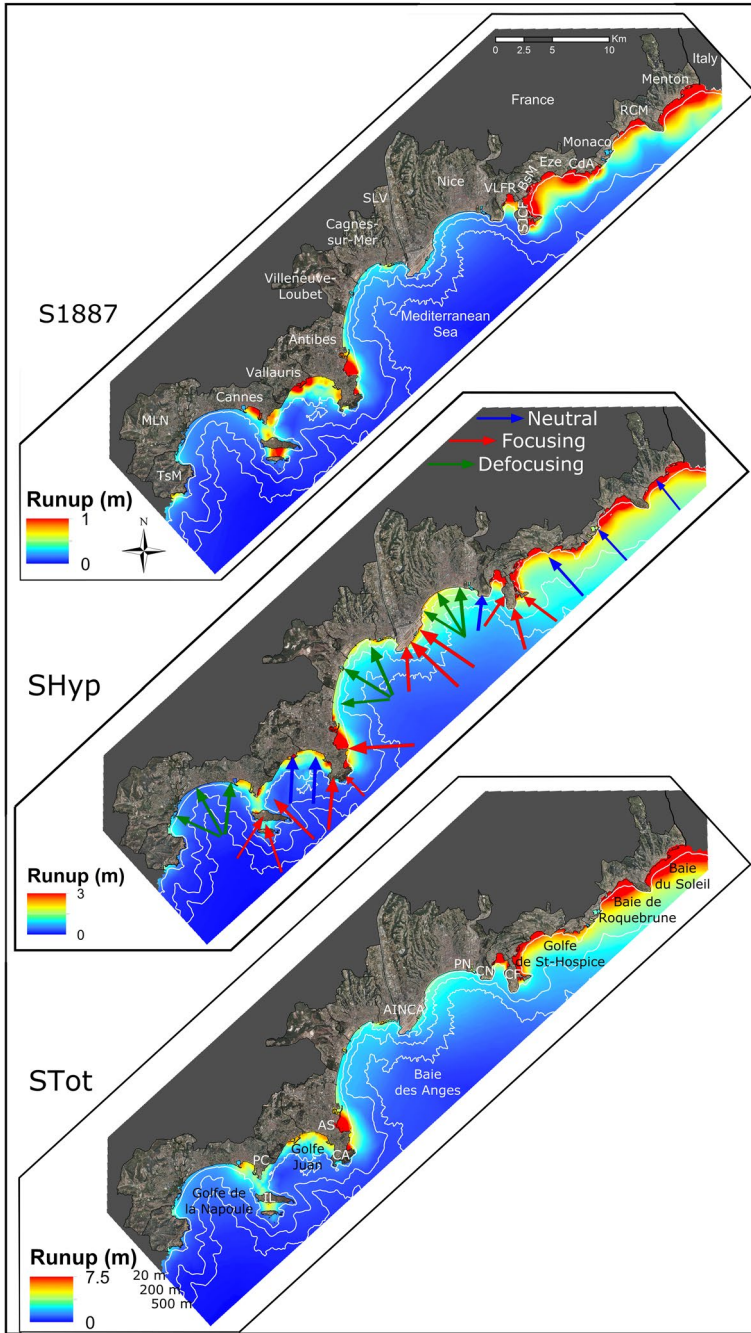 0 2.5 5 10 Km
Italy
Menton
France
RGM
Monaco
Eze
CdA
BsM
VLFR
SJCF
Nice
SLV
Cagnes-
sur-Mer
Villeneuve-
Loubet
Mediterranean
Sea
S1887
Antibes
Vallauris
Cannes
MLN
TsM
Runup (m)
1
0
N
Neutral
Focusing
Defocusing
SHyp
Runup (m)
3
0
Baie
du Soleil
Baie de
Roquebrune
Golfe
de St-Hospice
PN
CN
CF
AINCA
Baie
des Anges
STot
AS
Golfe
Juan
CA
PC
IL
Golfe de
la Napoule
Runup (m)
7.5
0
20 m
200 m
500 m